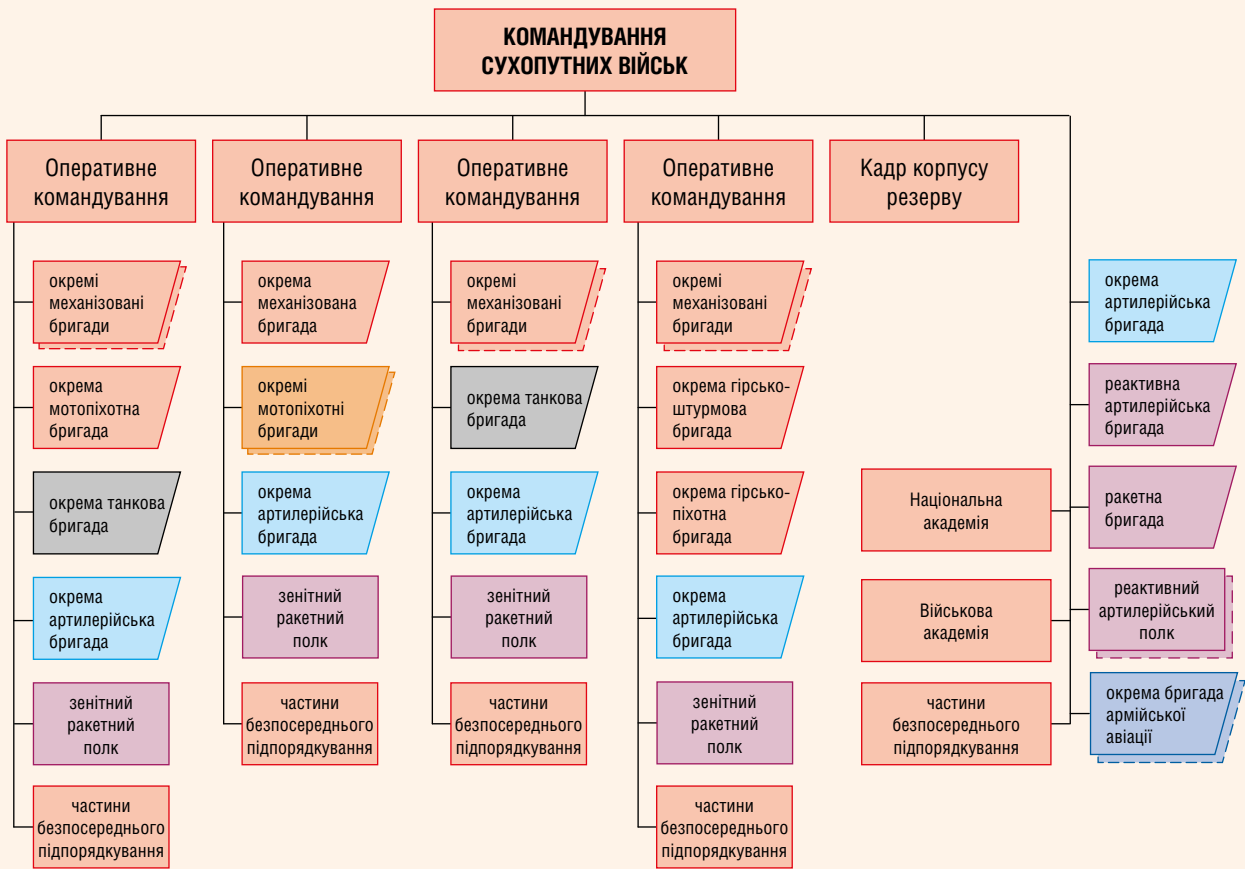 КОМАНДУВАННЯ
СУХОПУТНИХ ВІЙСЬК
Оперативне
командування
окремі
механізовані
бригади
окрема
мотопіхотна
бригада
окрема танкова
бригада
окрема
артилерійська
бригада
зенітний
ракетний
полк
частини
безпосереднього
підпорядкування
Оперативне
командування
окрема
механізована
бригада
окремі
мотопіхотні
бригади
окрема
артилерійська
бригада
зенітний
ракетний
полк
частини
безпосереднього
підпорядкування
Оперативне
командування
окремі
механізовані
бригади
окрема танкова
бригада
окрема
артилерійська
бригада
зенітний
ракетний
полк
частини
безпосереднього
підпорядкування
Оперативне
командування
окремі
механізовані
бригади
окрема гірсько-
штурмова
бригада
окрема гірсько-
піхотна
бригада
окрема
артилерійська
бригада
зенітний
ракетний
полк
частини
безпосереднього
підпорядкування
Кадр корпусу
резерву
Національна
академія
Військова
академія
частини
безпосереднього
підпорядкування
окрема
артилерійська
бригада
реактивна
артилерійська
бригада
ракетна
бригада
реактивний
артилерійський
полк
окрема бригада
армійської
авіації